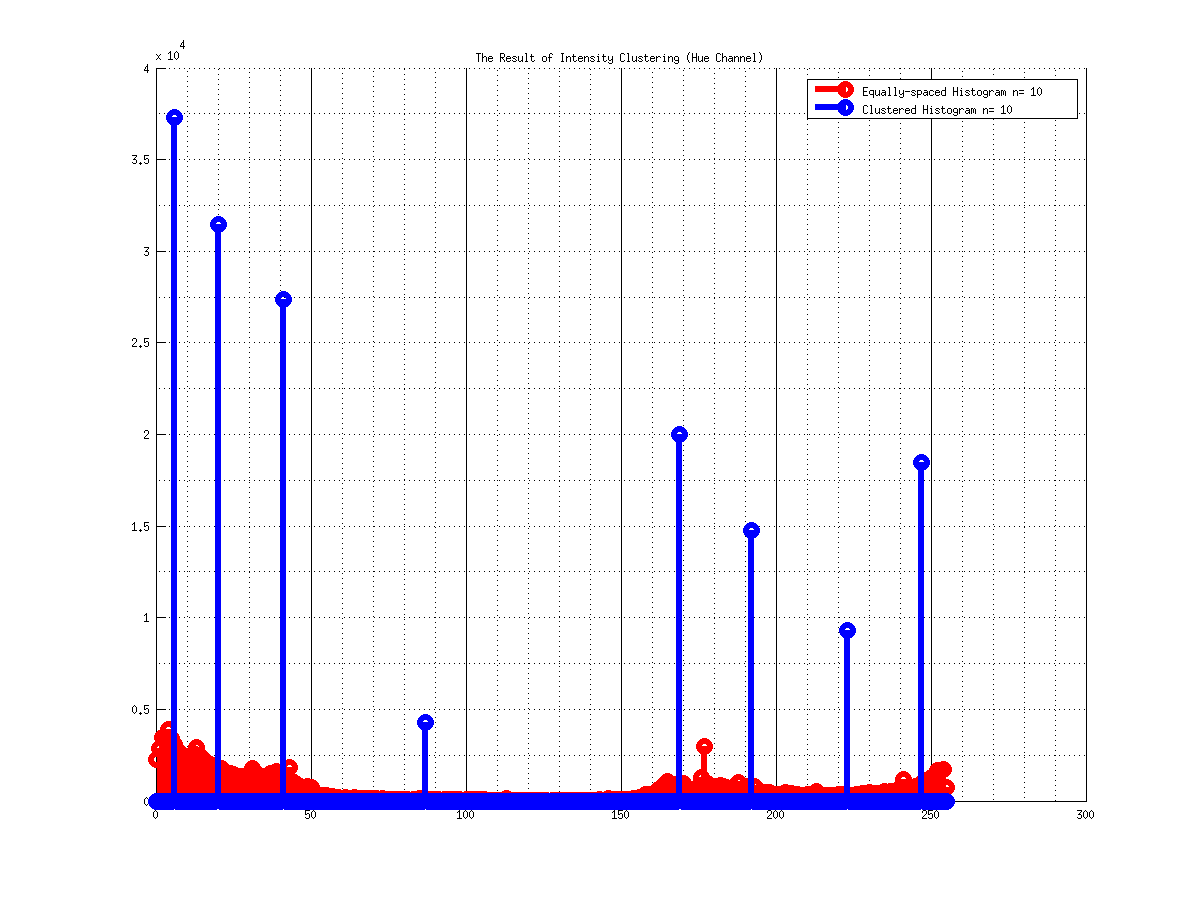 x 10 4
The Result of Intensity Clustering (Hue Channel)
4
Equally-spaced Histogram n= 10
Clustered Histogram n= 10
3.5
3
2.5
2
1.5
1
0.5
0
0 50 100 150 200 250 300